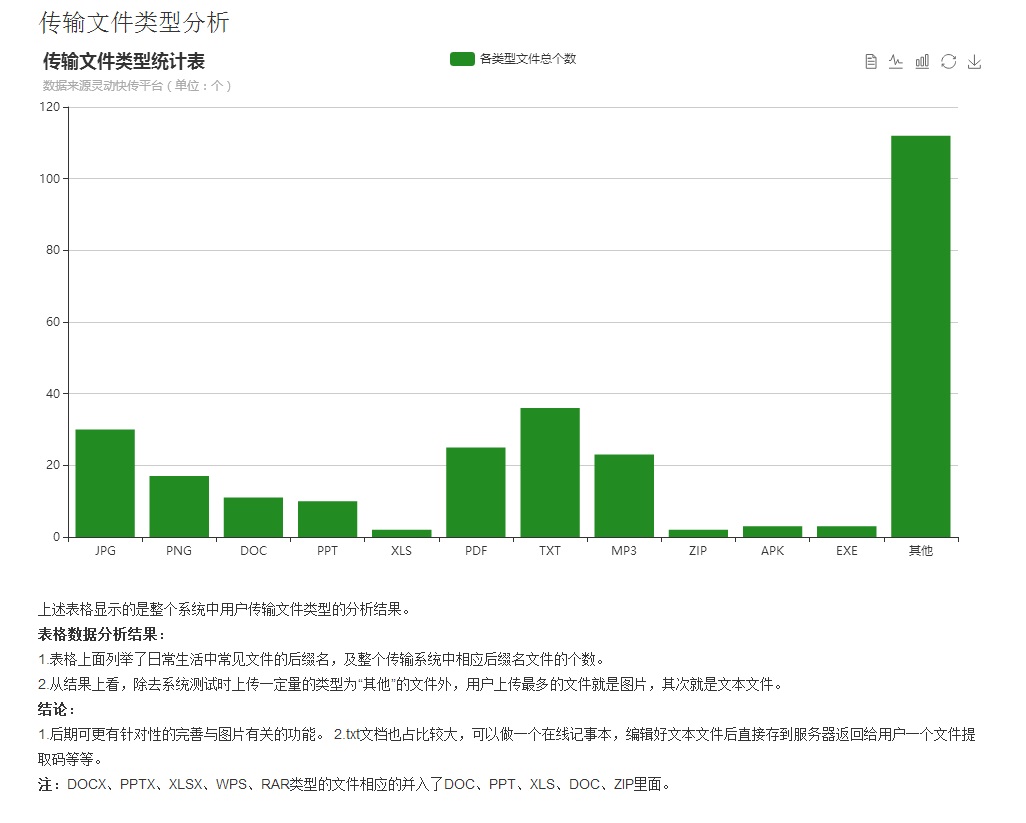 传输文件类型分析
传输文件类型统计表
各类型文件总个数
数据来源灵动快传平台（单位：个）
120
100
80
60
40
20
0
JPG PNG DOC PPT XLS PDF TXT MP3 ZIP APK EXE 其他
上述表格显示的是整个系统中用户传输文件类型的分析结果。
表格数据分析结果：
1.表格上面列举了日常生活中常见文件的后缀名，及整个传输系统中相应后缀名文件的个数。
2.从结果上看，除去系统测试时上传一定量的类型为“其他”的文件外，用户上传最多的文件就是图片，其次就是文本文件。
结论：
1.后期可更有针对性的完善与图片有关的功能。 2.txt文档也占比较大，可以做一个在线记事本，编辑好文本文件后直接存到服务器返回给用户一个文件提
取码等等。
注：DOCX、PPTX、XLSX、WPS、RAR类型的文件相应的并入了DOC、PPT、XLS、DOC、ZIP里面。